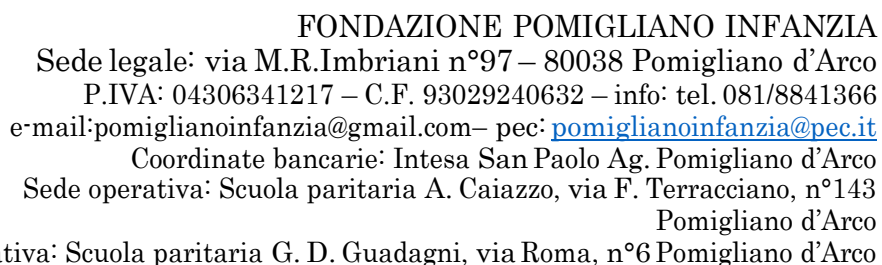 FONDAZIONE POMIGLIANO INFANZIA
Sede legale: via M.R.Imbriani n°97 – 80038 Pomigliano d’Arco
P.IVA: 04306341217 – C.F. 93029240632 – info: tel. 081/8841366
e-mail:pomiglianoinfanzia@gmail.com– pec: pomiglianoinfanzia@pec.it
Coordinate bancarie: Intesa San Paolo Ag. Pomigliano d’Arco
Sede operativa: Scuola paritaria A. Caiazzo, via F. Terracciano, n°143
Pomigliano d’Arco
Scuola paritaria G. D. Guadagni, via Roma, n°6 Pomigliano d’Arco